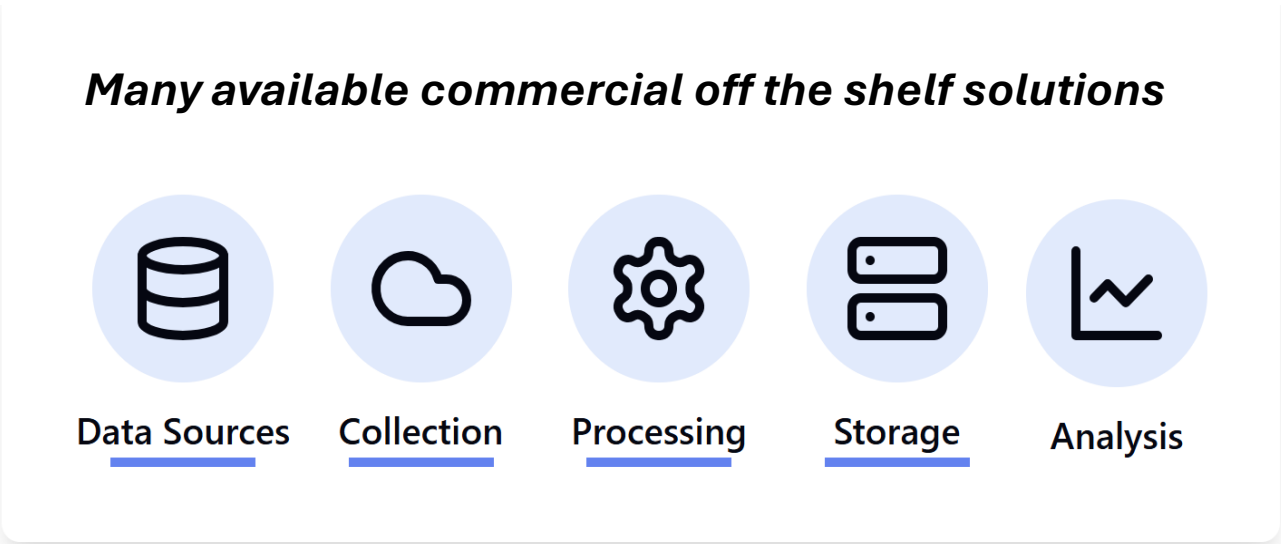 Many available commercial off the shelf solutions
Data Sources Collection Processing Storage Analysis